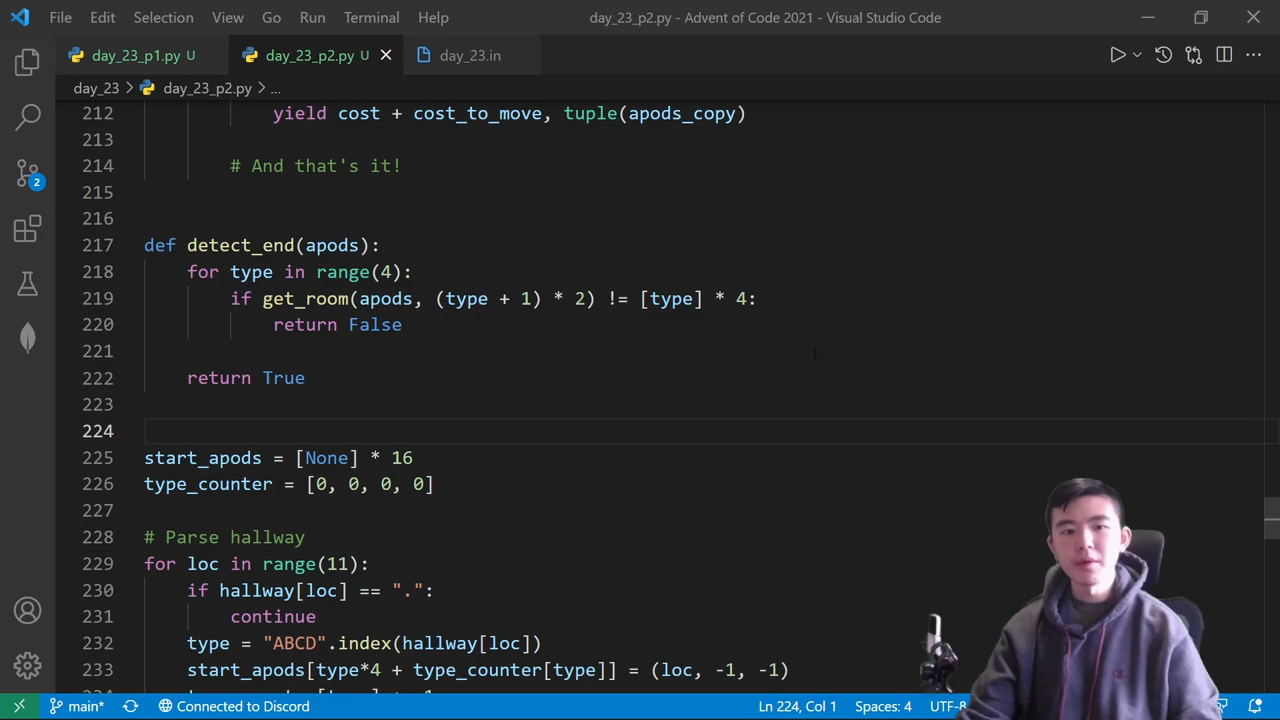 File Edit Selection View Go Run Terminal Help day_23_p2.py - Advent of Code 2021 - Visual Studio Code
day_23_p1.py U day_23_p2.py U day_23.in
day_23 > day_23_p2.py > ...
212 yield cost + cost_to_move, tuple(apods_copy)
213
214 # And that's it!
215
216
217 def detect_end(apods):
218 for type in range(4):
219 if get_room(apods, (type + 1) * 2) != [type] * 4:
220 return False
221
222 return True
223
224
225 start_apods = [None] * 16
226 type_counter = [0, 0, 0, 0]
227
228 # Parse hallway
229 for loc in range(11):
230 if hallway[loc] == ".":
231 continue
232 type = "ABCD".index(hallway[loc])
233 start_apods[type*4 + type_counter[type]] = (loc, -1, -1)
2
main* Connected to Discord Ln 224, Col 1 Spaces: 4 UTF-8